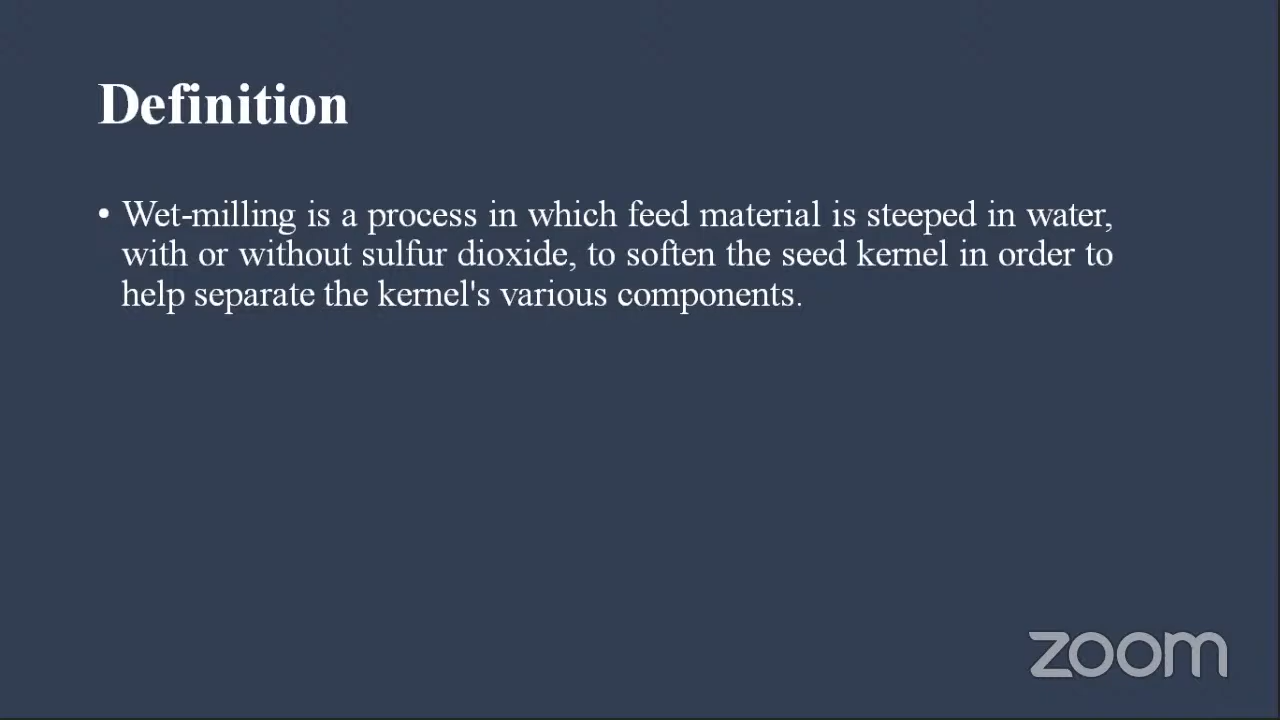 Definition
• Wet-milling is a process in which feed material is steeped in water,
with or without sulfur dioxide, to soften the seed kernel in order to
help separate the kernel's various components.
zoom